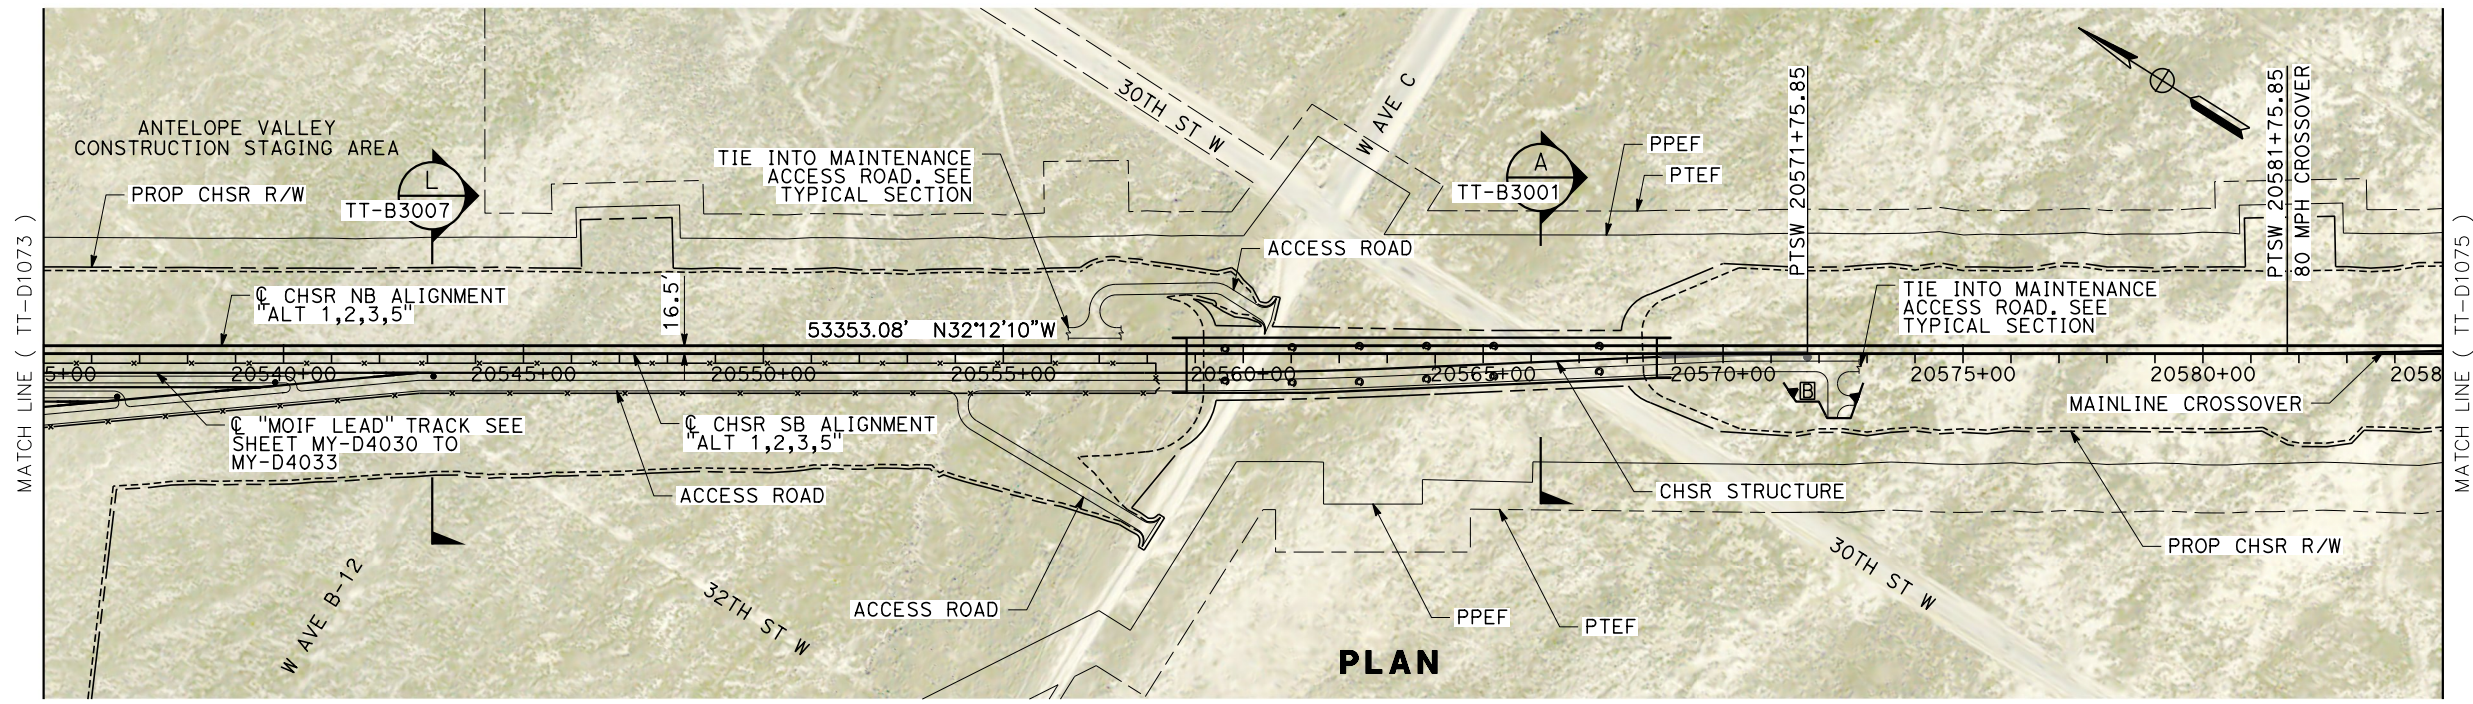 MATCH LINE ( TT-D1073 )
ANTELOPE VALLEY
CONSTRUCTION STAGING AREA
PROP CHSR R/W
L
TT-B3007
TIE INTO MAINTENANCE
ACCESS ROAD. SEE
TYPICAL SECTION
30TH ST W
W AVE C
ACCESS ROAD
A
TT-B3001
PPEF
PTEF
PTSW 20571+75.85
PTSW 20581+75.85
80 MPH CROSSOVER
MATCH LINE ( TT-D1075 )
℄ CHSR NB ALIGNMENT
"ALT 1,2,3,5"
16.5'
53353.08' N32°12'10"W
TIE INTO MAINTENANCE
ACCESS ROAD. SEE
TYPICAL SECTION
5+00
20540+00
20545+00
20550+00
20555+00
20560+00
20565+00
20570+00
20575+00
20580+00
2058
B
MAINLINE CROSSOVER
℄ "MOIF LEAD" TRACK SEE
SHEET MY-D4030 TO
MY-D4033
℄ CHSR SB ALIGNMENT
"ALT 1,2,3,5"
ACCESS ROAD
CHSR STRUCTURE
PROP CHSR R/W
W AVE B-12
32TH ST W
ACCESS ROAD
PPEF
PTEF
30TH ST W
PLAN